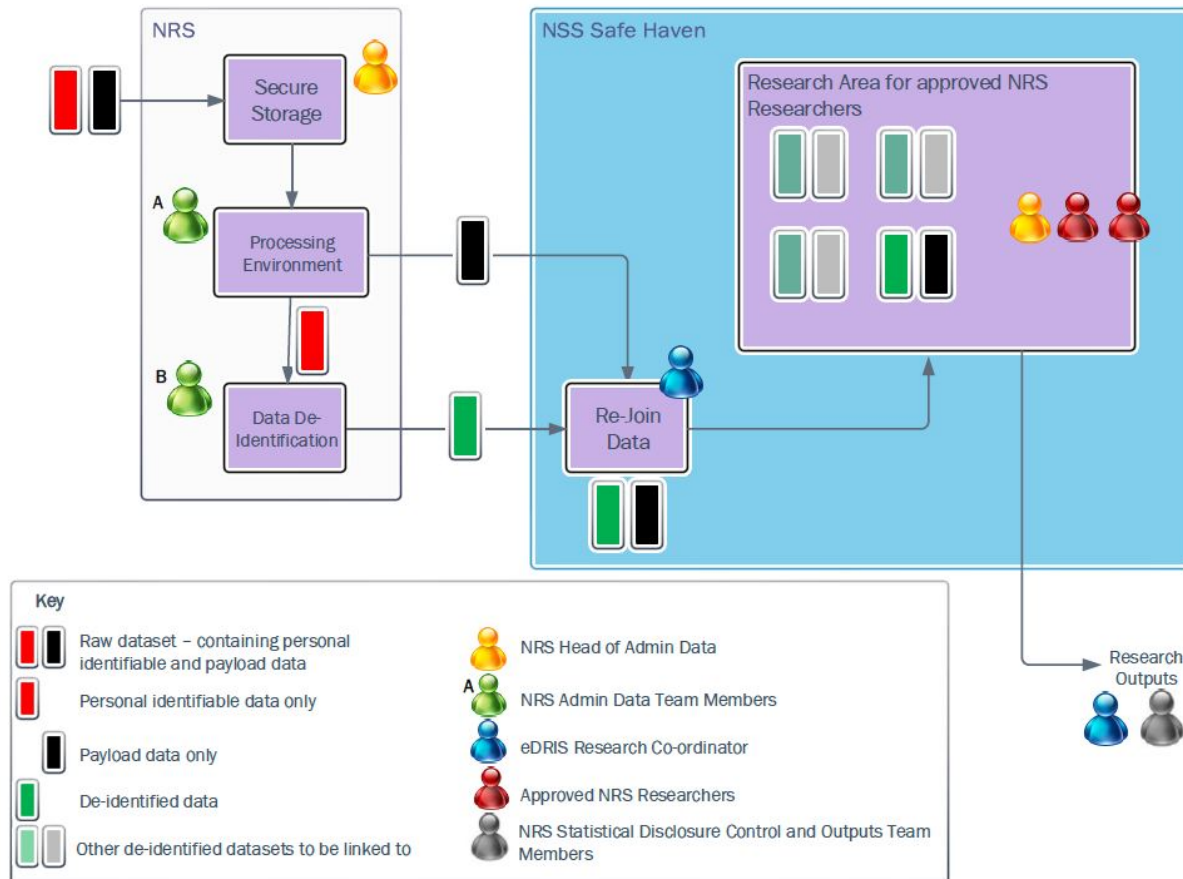 NRS
NSS Safe Haven
Secure
Storage
Research Area for approved NRS
Researchers
A
Processing
Environment
B
Data De-
Identification
Re-Join
Data
Research
Outputs
Key
Raw dataset – containing personal
identifiable and payload data
Personal identifiable data only
Payload data only
De-identified data
Other de-identified datasets to be linked to
NRS Head of Admin Data
A
NRS Admin Data Team Members
eDRIS Research Co-ordinator
Approved NRS Researchers
NRS Statistical Disclosure Control and Outputs Team
Members